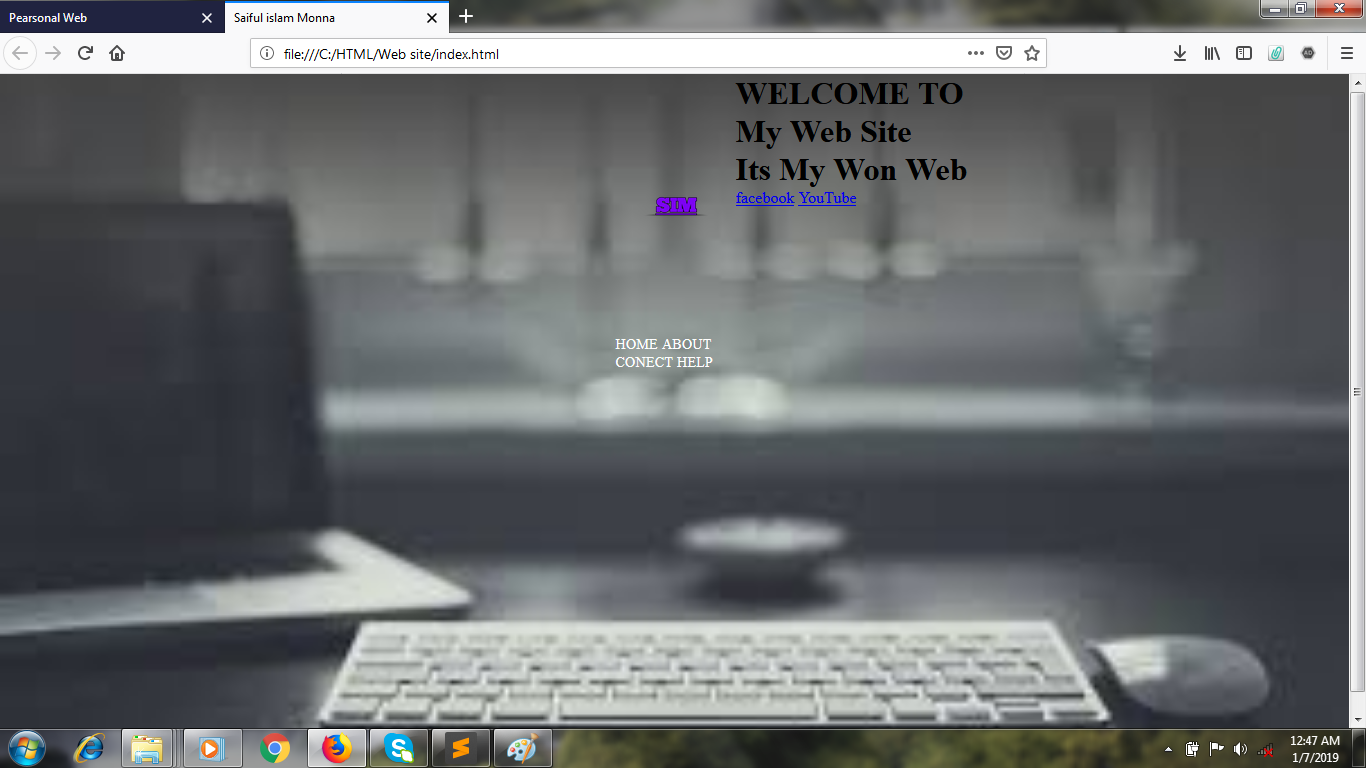 Pearsonal Web
Saiful islam Monna
file:///C:/HTML/Web site/index.html
WELCOME TO
My Web Site
Its My Won Web
facebook YouTube
SIM
HOME ABOUT
CONECT HELP
12:47 AM
1/7/2019